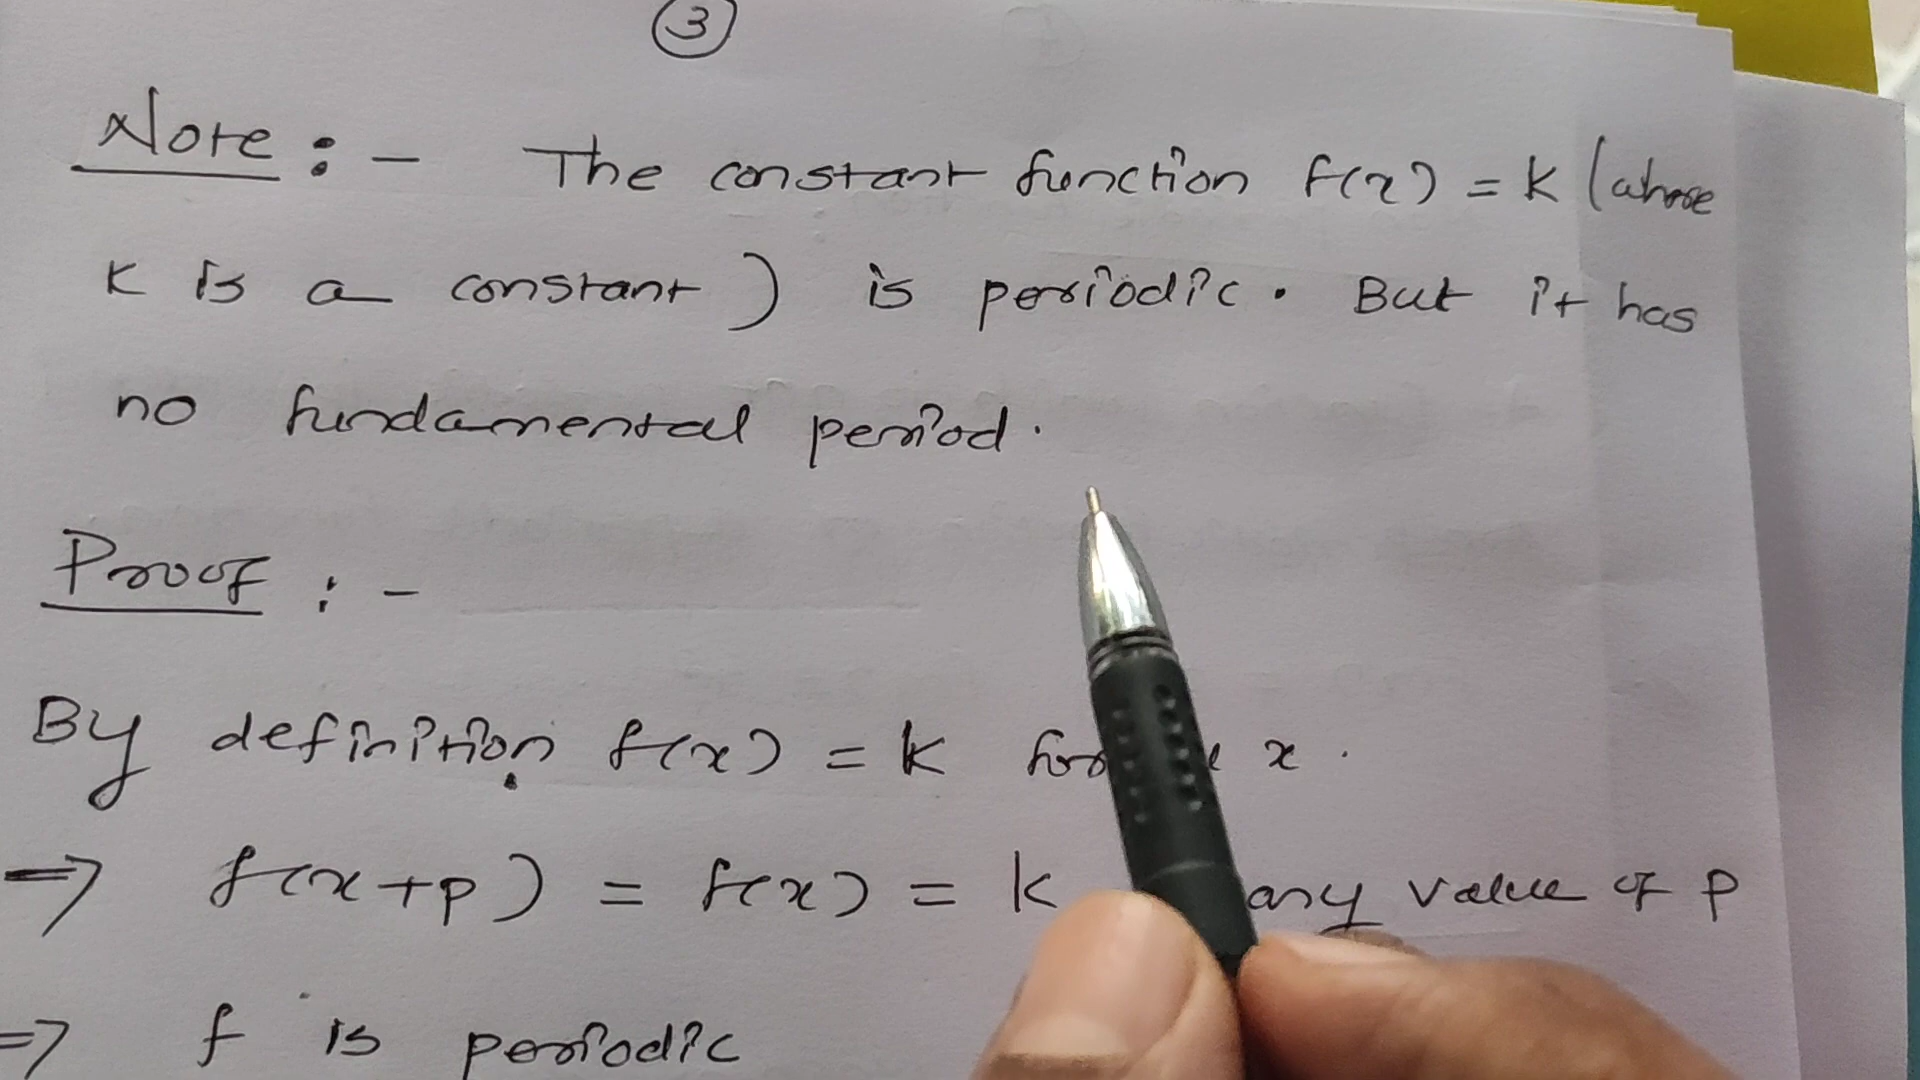 3
Note :- The constant function f(x) = k (where
k is a constant) is periodic. But it has
no fundamental period.
Proof :-
By definition f(x) = k for x.
⇒ f(x+p) = f(x) = k any value of p
⇒ f is periodic